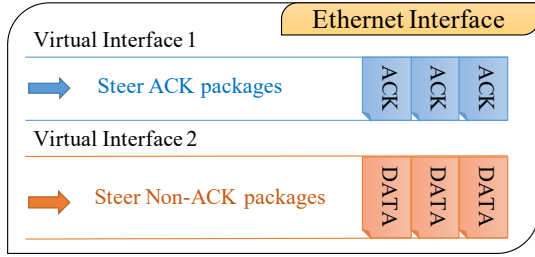 Ethernet Interface
Virtual Interface 1
Steer ACK packages
ACK
ACK
ACK
Virtual Interface 2
Steer Non-ACK packages
DATA
DATA
DATA